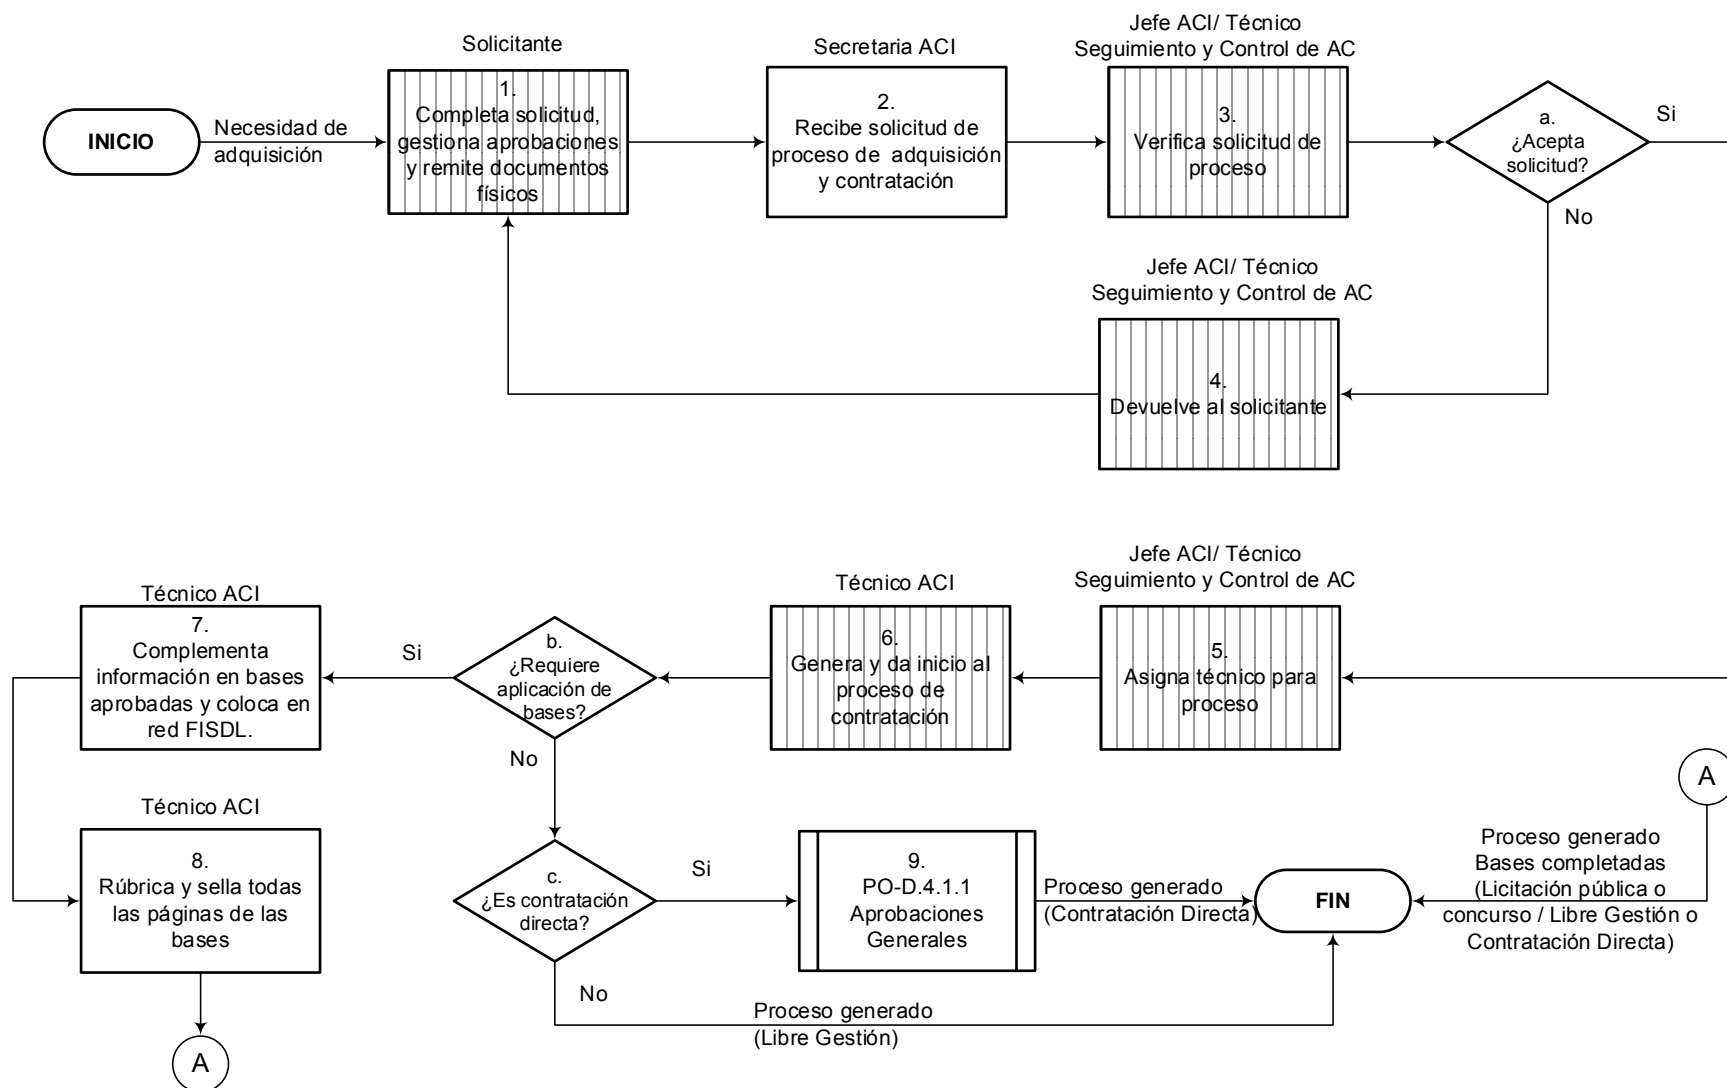 Solicitante
Secretaria ACI
Jefe ACI/ Técnico
Seguimiento y Control de AC
INICIO
Necesidad de
adquisición
1.
Completa solicitud,
gestiona aprobaciones
y remite documentos
físicos
2.
Recibe solicitud de
proceso de adquisición
y contratación
3.
Verifica solicitud de
proceso
a.
¿Acepta
solicitud?
Si
No
Jefe ACI/ Técnico
Seguimiento y Control de AC
4.
Devuelve al solicitante
Técnico ACI
Técnico ACI
Jefe ACI/ Técnico
Seguimiento y Control de AC
7.
Complementa
información en bases
aprobadas y coloca en
red FISDL.
Si
b.
¿Requiere
aplicación de
bases?
No
6.
Genera y da inicio al
proceso de
contratación
5.
Asigna técnico para
proceso
A
Técnico ACI
8.
Rúbrica y sella todas
las páginas de las
bases
c.
¿Es contratación
directa?
Si
No
9.
PO-D.4.1.1
Aprobaciones
Generales
Proceso generado
(Contratación Directa)
FIN
Proceso generado
Bases completadas
(Licitación pública o
concurso / Libre Gestión o
Contratación Directa)
Proceso generado
(Libre Gestión)
A